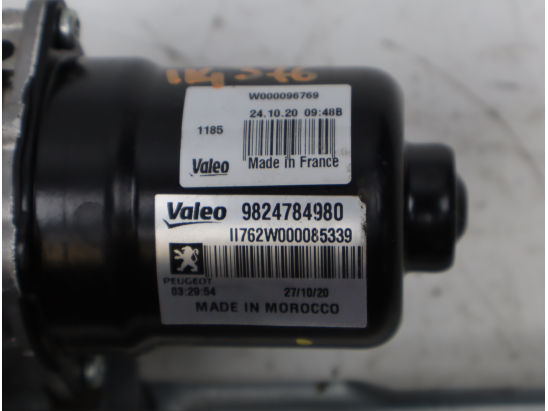 W000096769
24.10.20 09:48B
1185
Valeo Made in France
Valeo 9824784980
II762W000085339
PEUGEOT
03:29:54 27/10/20
MADE IN MOROCCO